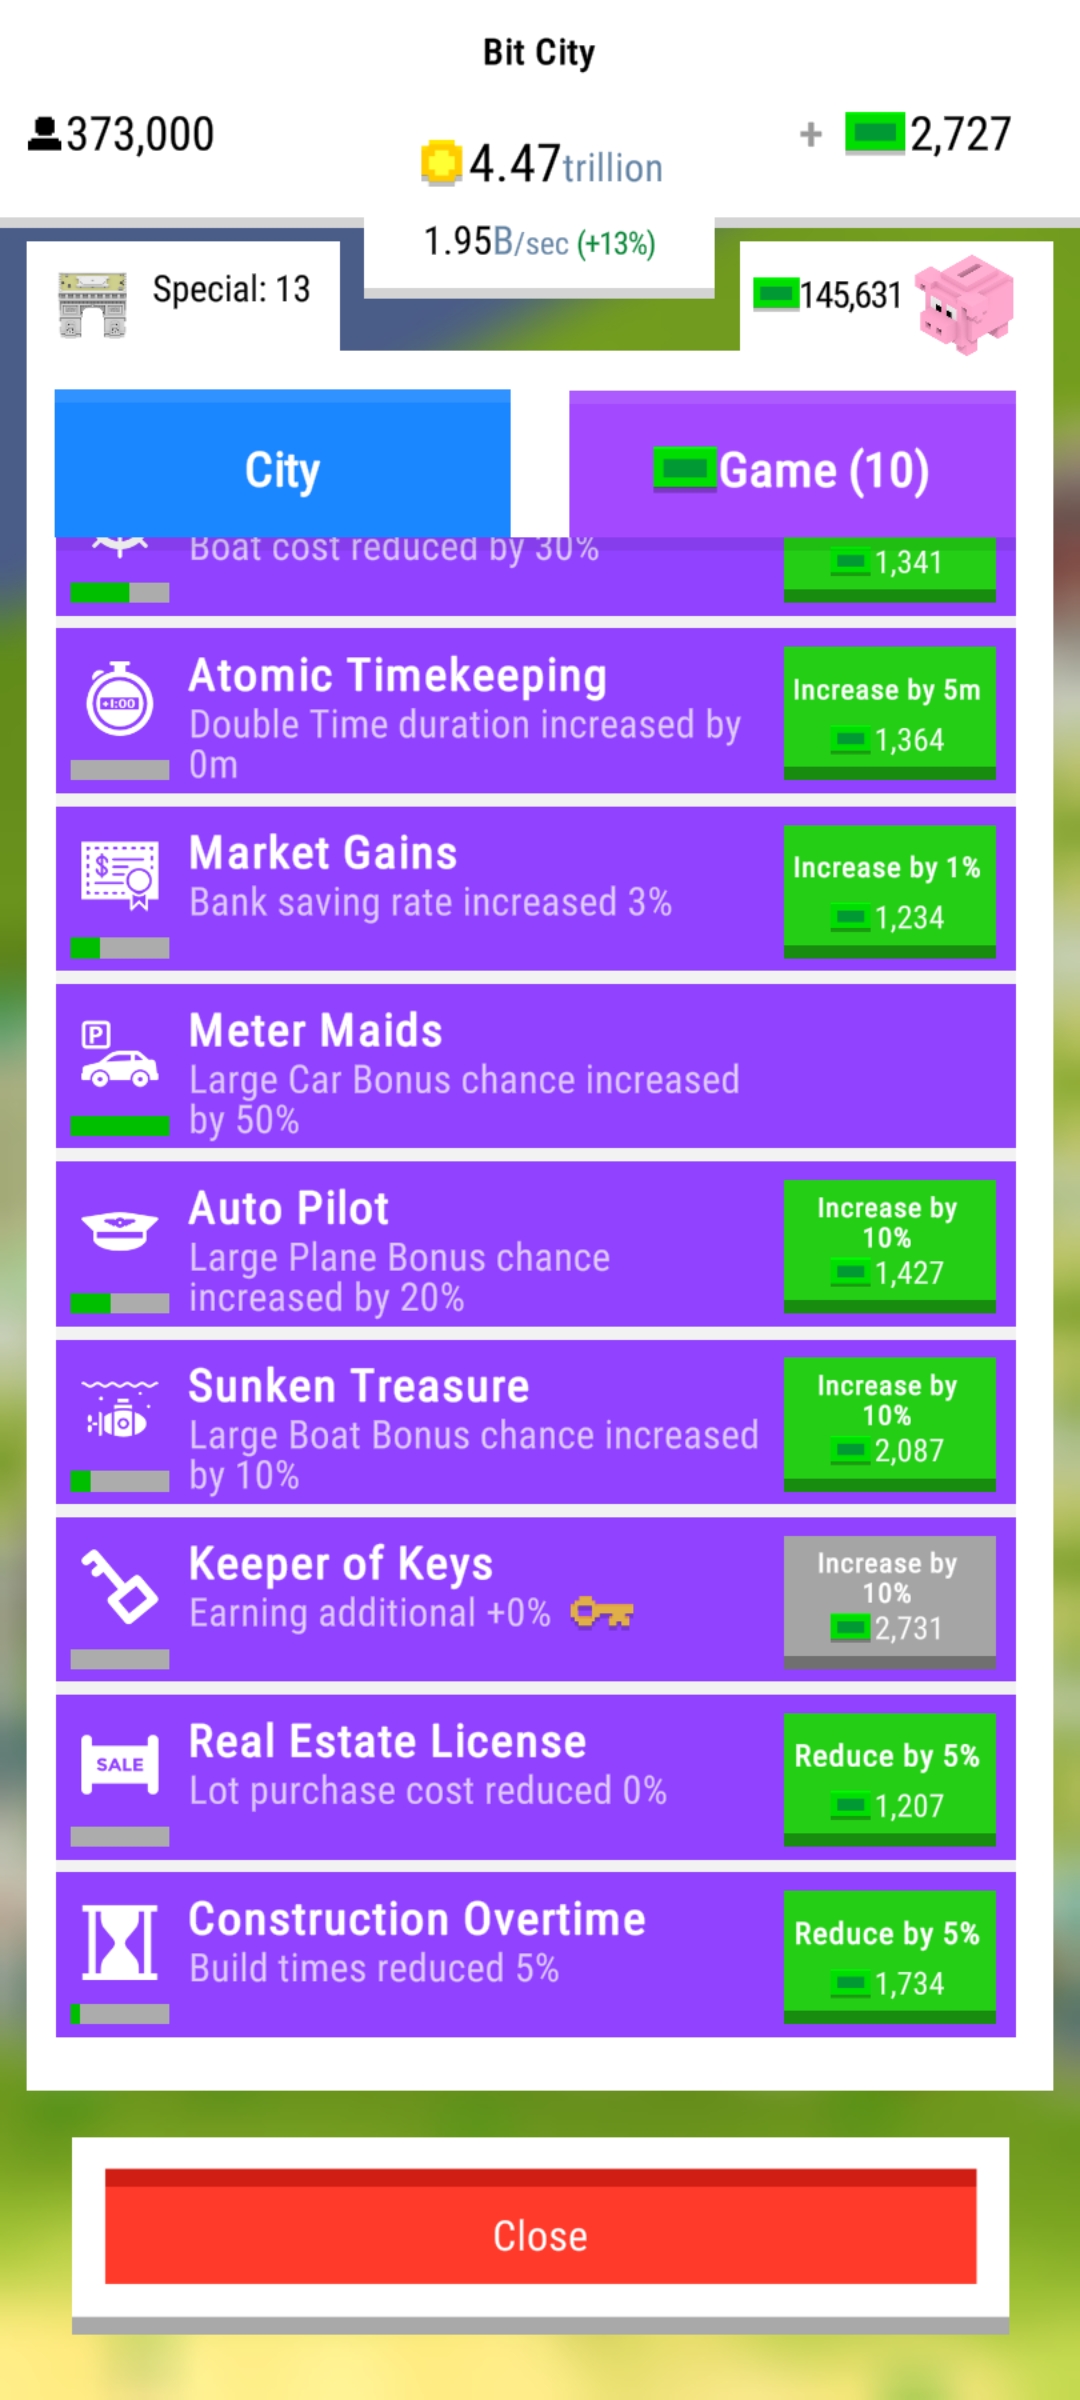 Bit City
373,000
4.47trillion
+ 2,727
1.95B/sec (+13%)
Special: 13
145,631
City
Game (10)
Boat cost reduced by 30%
1,341
Atomic Timekeeping
Double Time duration increased by
0m
Increase by 5m
1,364
Market Gains
Bank saving rate increased 3%
Increase by 1%
1,234
Meter Maids
Large Car Bonus chance increased
by 50%
Auto Pilot
Large Plane Bonus chance
increased by 20%
Increase by
10%
1,427
Sunken Treasure
Large Boat Bonus chance increased
by 10%
Increase by
10%
2,087
Keeper of Keys
Earning additional +0%
Increase by
10%
2,731
SALE
Real Estate License
Lot purchase cost reduced 0%
Reduce by 5%
1,207
Construction Overtime
Build times reduced 5%
Reduce by 5%
1,734
Close